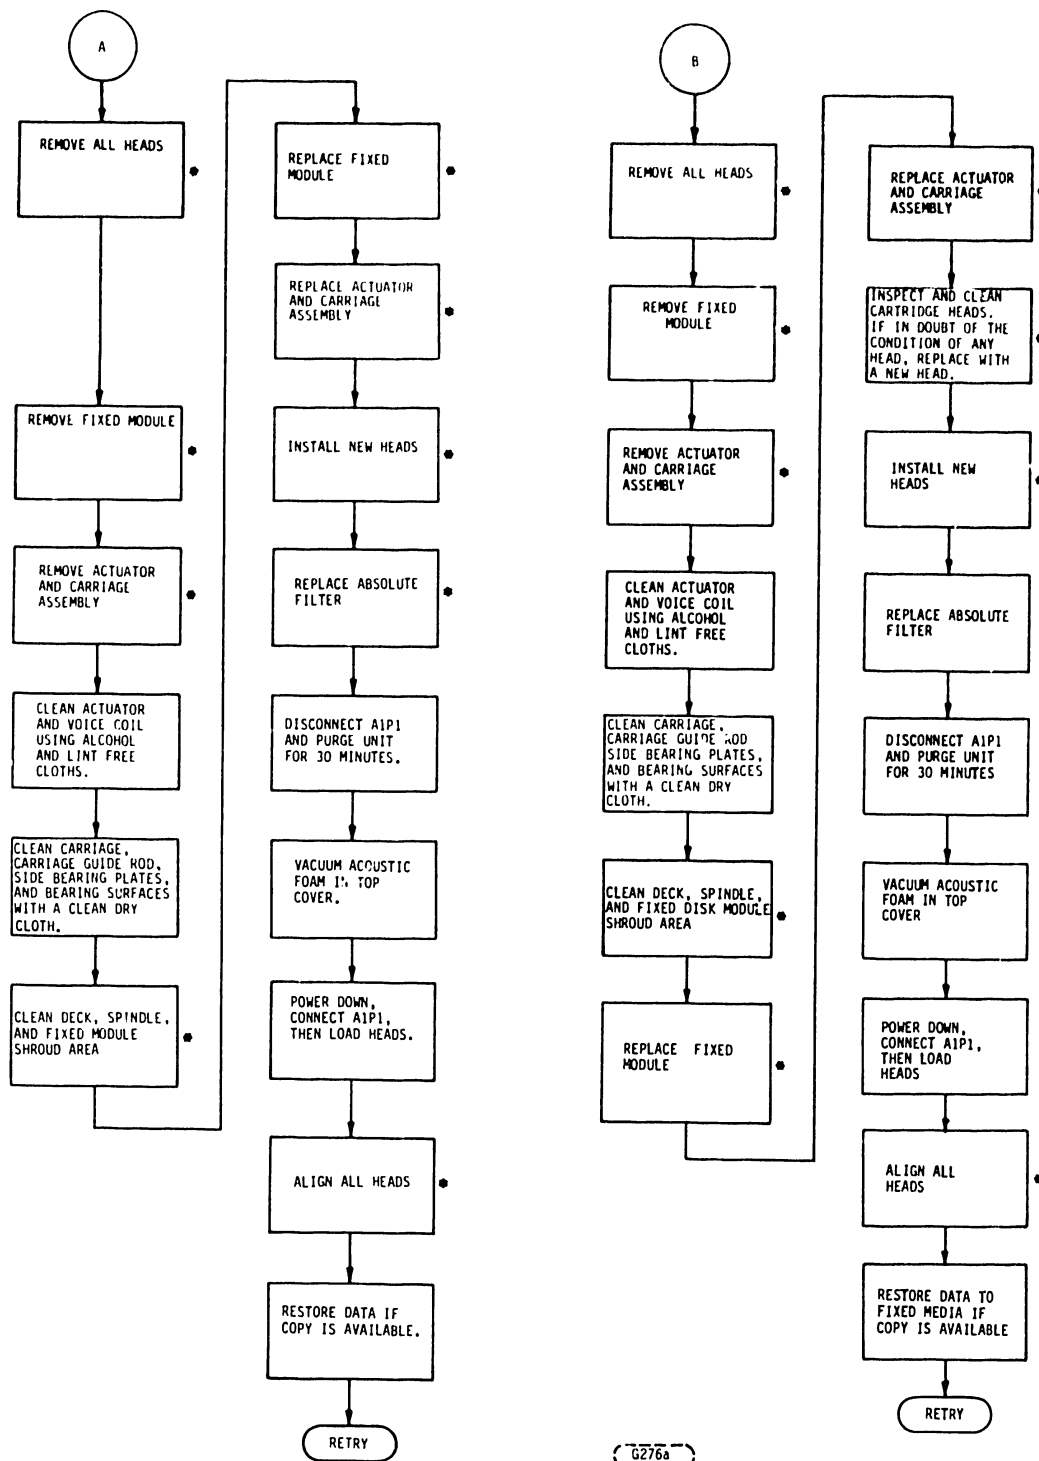 A
REMOVE ALL HEADS
REMOVE FIXED MODULE
REMOVE ACTUATOR
AND CARRIAGE
ASSEMBLY
CLEAN ACTUATOR
AND VOICE COIL
USING ALCOHOL
AND LINT FREE
CLOTHS.
CLEAN CARRIAGE,
CARRIAGE GUIDE ROD,
SIDE BEARING PLATES,
AND BEARING SURFACES
WITH A CLEAN DRY
CLOTH.
CLEAN DECK, SPINDLE,
AND FIXED MODULE
SHROUD AREA
REPLACE FIXED
MODULE
REPLACE ACTUATOR
AND CARRIAGE
ASSEMBLY
INSTALL NEW HEADS
REPLACE ABSOLUTE
FILTER
DISCONNECT A1P1
AND PURGE UNIT
FOR 30 MINUTES.
VACUUM ACOUSTIC
FOAM IN TOP
COVER.
POWER DOWN,
CONNECT A1P1,
THEN LOAD HEADS.
ALIGN ALL HEADS
RESTORE DATA IF
COPY IS AVAILABLE.
RETRY
B
REMOVE ALL HEADS
REMOVE FIXED
MODULE
REMOVE ACTUATOR
AND CARRIAGE
ASSEMBLY
CLEAN ACTUATOR
AND VOICE COIL
USING ALCOHOL
AND LINT FREE
CLOTHS.
CLEAN CARRIAGE,
CARRIAGE GUIDE ROD
SIDE BEARING PLATES,
AND BEARING SURFACES
WITH A CLEAN DRY
CLOTH.
CLEAN DECK, SPINDLE,
AND FIXED DISK MODULE
SHROUD AREA
REPLACE FIXED
MODULE
REPLACE ACTUATOR
AND CARRIAGE
ASSEMBLY
INSPECT AND CLEAN
CARTRIDGE HEADS.
IF IN DOUBT OF THE
CONDITION OF ANY
HEAD, REPLACE WITH
A NEW HEAD.
INSTALL NEW
HEADS
REPLACE ABSOLUTE
FILTER
DISCONNECT A1P1
AND PURGE UNIT
FOR 30 MINUTES
VACUUM ACOUSTIC
FOAM IN TOP
COVER
POWER DOWN,
CONNECT A1P1,
THEN LOAD
HEADS
ALIGN ALL
HEADS
RESTORE DATA TO
FIXED MEDIA IF
COPY IS AVAILABLE
RETRY
G276a